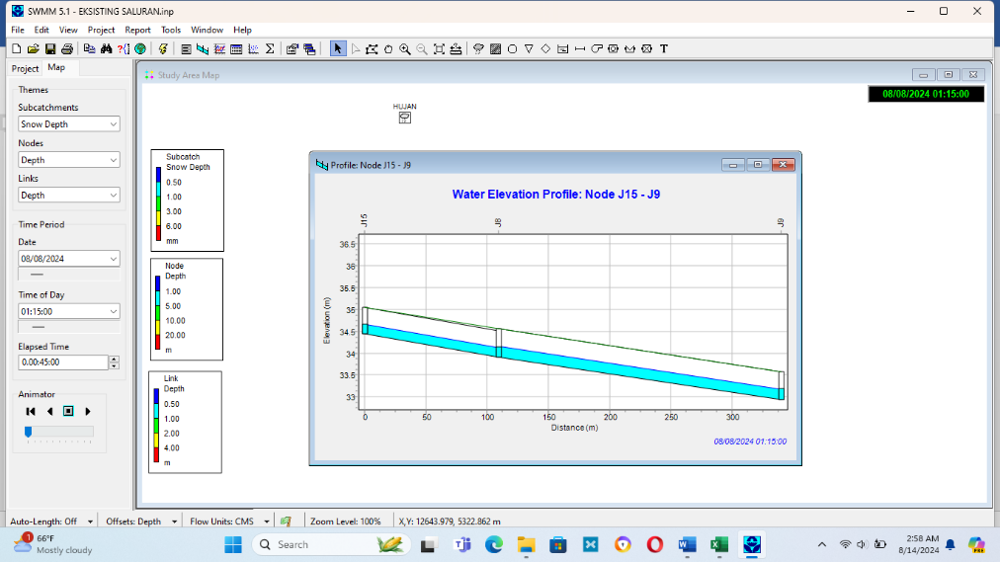 SWMM 5.1 - EKSISTING SALURAN.inp
File Edit View Project Report Tools Window Help
Project Map
Themes
Subcatchments
Snow Depth
Nodes
Depth
Links
Depth
Time Period
Date
08/08/2024
Time of Day
01:15:00
Elapsed Time
0.00:45:00
Animator
Study Area Map
08/08/2024 01:15:00
HUJAN
Subcatch
Snow Depth
0.50
1.00
3.00
6.00
mm
Node
Depth
1.00
5.00
10.00
20.00
m
Link
Depth
0.50
1.00
2.00
4.00
m
Profile: Node J15 - J9
Water Elevation Profile: Node J15 - J9
J15 J8 J9
Elevation (m)
36.5
36
35.5
35
34.5
34
33.5
33
0 50 100 150 200 250 300
Distance (m)
08/08/2024 01:15:00
Auto-Length: Off Offsets: Depth Flow Units: CMS Zoom Level: 100% X,Y: 12643.979, 5322.862 m
1
66°F
Mostly cloudy
Search
2:58 AM
8/14/2024
PRE